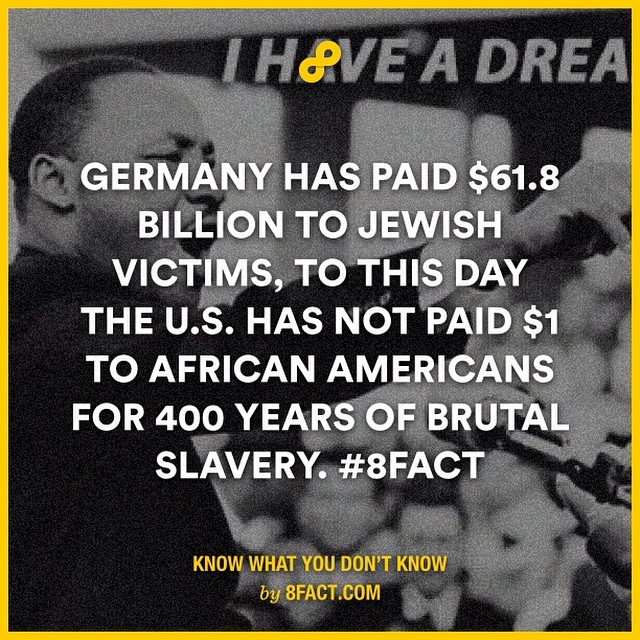 I HAVE A DREA
GERMANY HAS PAID $61.8
BILLION TO JEWISH
VICTIMS, TO THIS DAY
THE U.S. HAS NOT PAID $1
TO AFRICAN AMERICANS
FOR 400 YEARS OF BRUTAL
SLAVERY. #8FACT
KNOW WHAT YOU DON'T KNOW
by 8FACT.COM